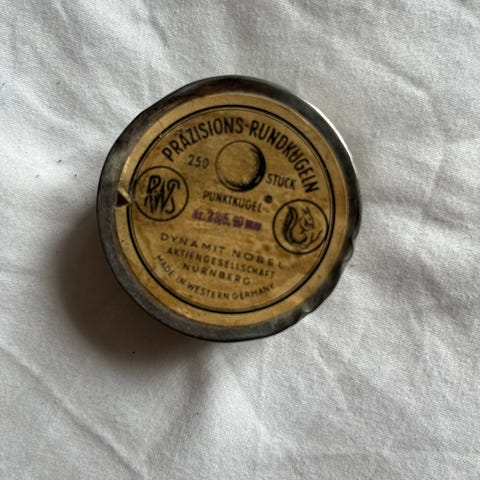 PRÄZISIONS-RUNDKUGELN
250 STÜCK
RWS
PUNKTKUGEL
DYNAMIT NOBEL
AKTIENGESELLSCHAFT
NÜRNBERG
MADE IN WESTERN GERMANY